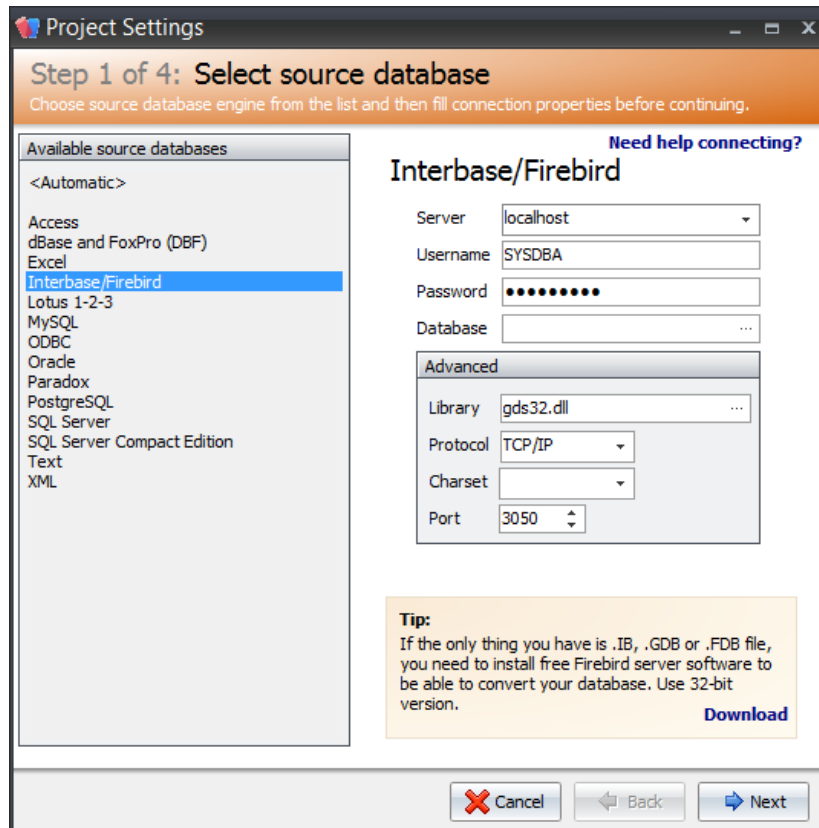 Project Settings
Step 1 of 4: Select source database
Choose source database engine from the list and then fill connection properties before continuing.
Available source databases
<Automatic>
Access
dBase and FoxPro (DBF)
Excel
Interbase/Firebird
Lotus 1-2-3
MySQL
ODBC
Oracle
Paradox
PostgreSQL
SQL Server
SQL Server Compact Edition
Text
XML
Need help connecting?
Interbase/Firebird
Server localhost
Username SYSDBA
Password •••••••••
Database ...
Advanced
Library gds32.dll ...
Protocol TCP/IP
Charset
Port 3050
Tip:
If the only thing you have is .IB, .GDB or .FDB file,
you need to install free Firebird server software to
be able to convert your database. Use 32-bit
version.
Download
Cancel
Back
Next